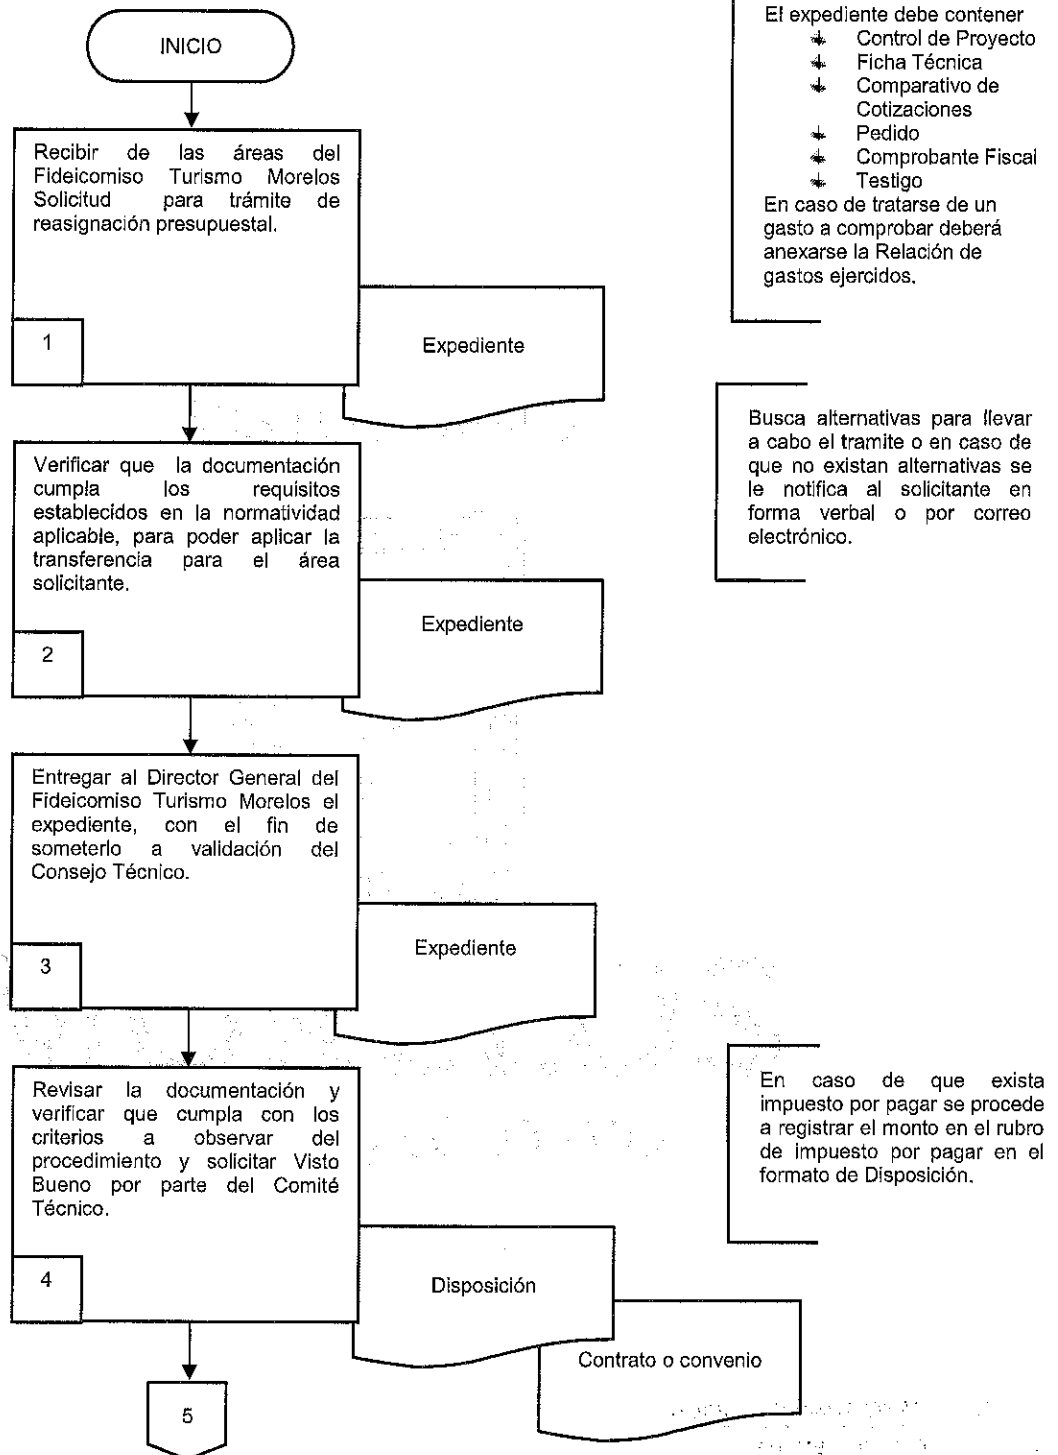 INICIO
El expediente debe contener
Control de Proyecto
Ficha Técnica
Comparativo de
Cotizaciones
Pedido
Comprobante Fiscal
Testigo
En caso de tratarse de un
gasto a comprobar deberá
anexarse la Relación de
gastos ejercidos.
Recibir de las áreas del
Fideicomiso Turismo Morelos
Solicitud para trámite de
reasignación presupuestal.
1
Expediente
Busca alternativas para llevar
a cabo el tramite o en caso de
que no existan alternativas se
le notifica al solicitante en
forma verbal o por correo
electrónico.
Verificar que la documentación
cumpla los requisitos
establecidos en la normatividad
aplicable, para poder aplicar la
transferencia para el área
solicitante.
2
Expediente
Entregar al Director General del
Fideicomiso Turismo Morelos el
expediente, con el fin de
someterlo a validación del
Consejo Técnico.
3
Expediente
Revisar la documentación y
verificar que cumpla con los
criterios a observar del
procedimiento y solicitar Visto
Bueno por parte del Comité
Técnico.
4
En caso de que exista
impuesto por pagar se procede
a registrar el monto en el rubro
de impuesto por pagar en el
formato de Disposición.
Disposición
Contrato o convenio
5